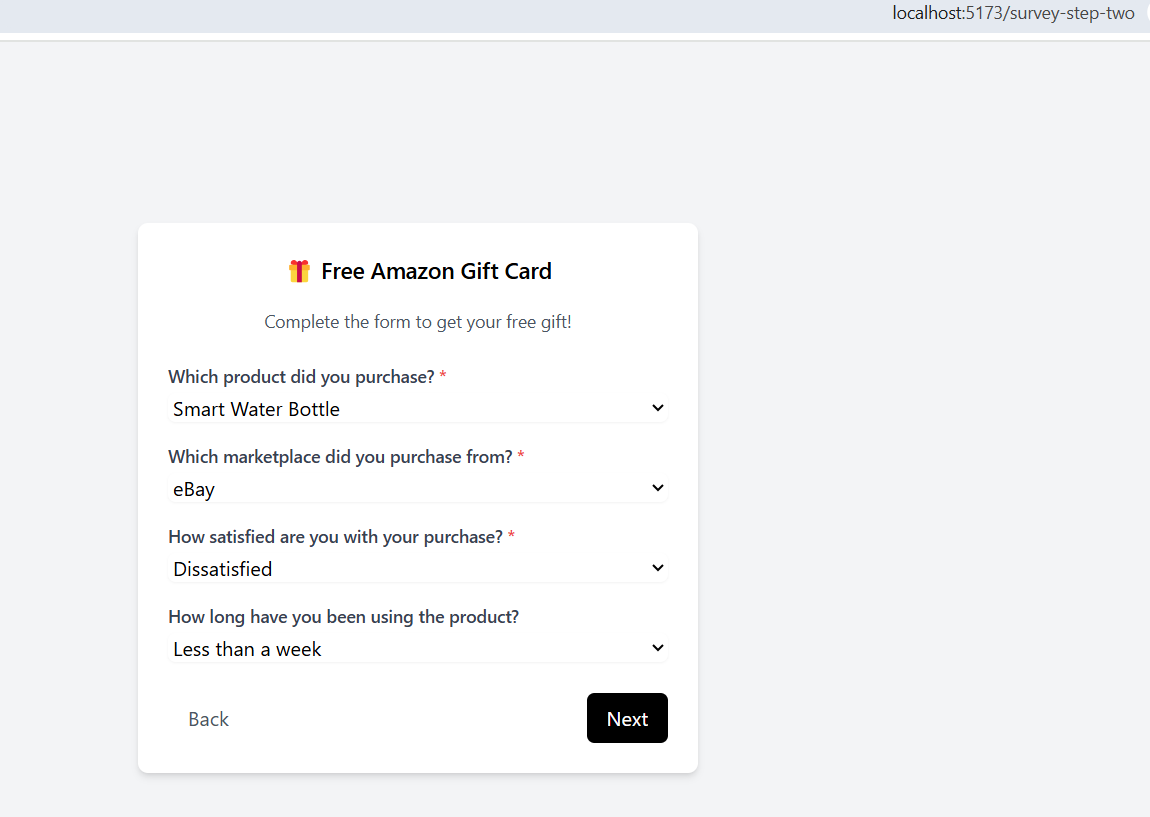 localhost:5173/survey-step-two
🎁 Free Amazon Gift Card
Complete the form to get your free gift!
Which product did you purchase? *
Smart Water Bottle
Which marketplace did you purchase from? *
eBay
How satisfied are you with your purchase? *
Dissatisfied
How long have you been using the product?
Less than a week
Back
Next